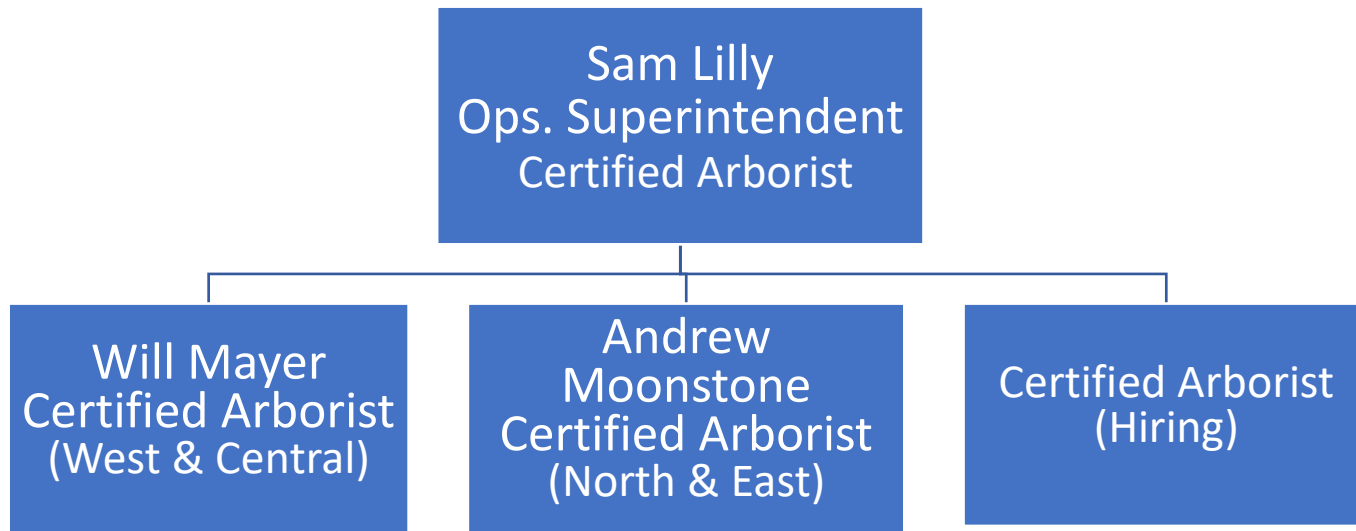 Sam Lilly
Ops. Superintendent
Certified Arborist
Will Mayer
Certified Arborist
(West & Central)
Andrew
Moonstone
Certified Arborist
(North & East)
Certified Arborist
(Hiring)